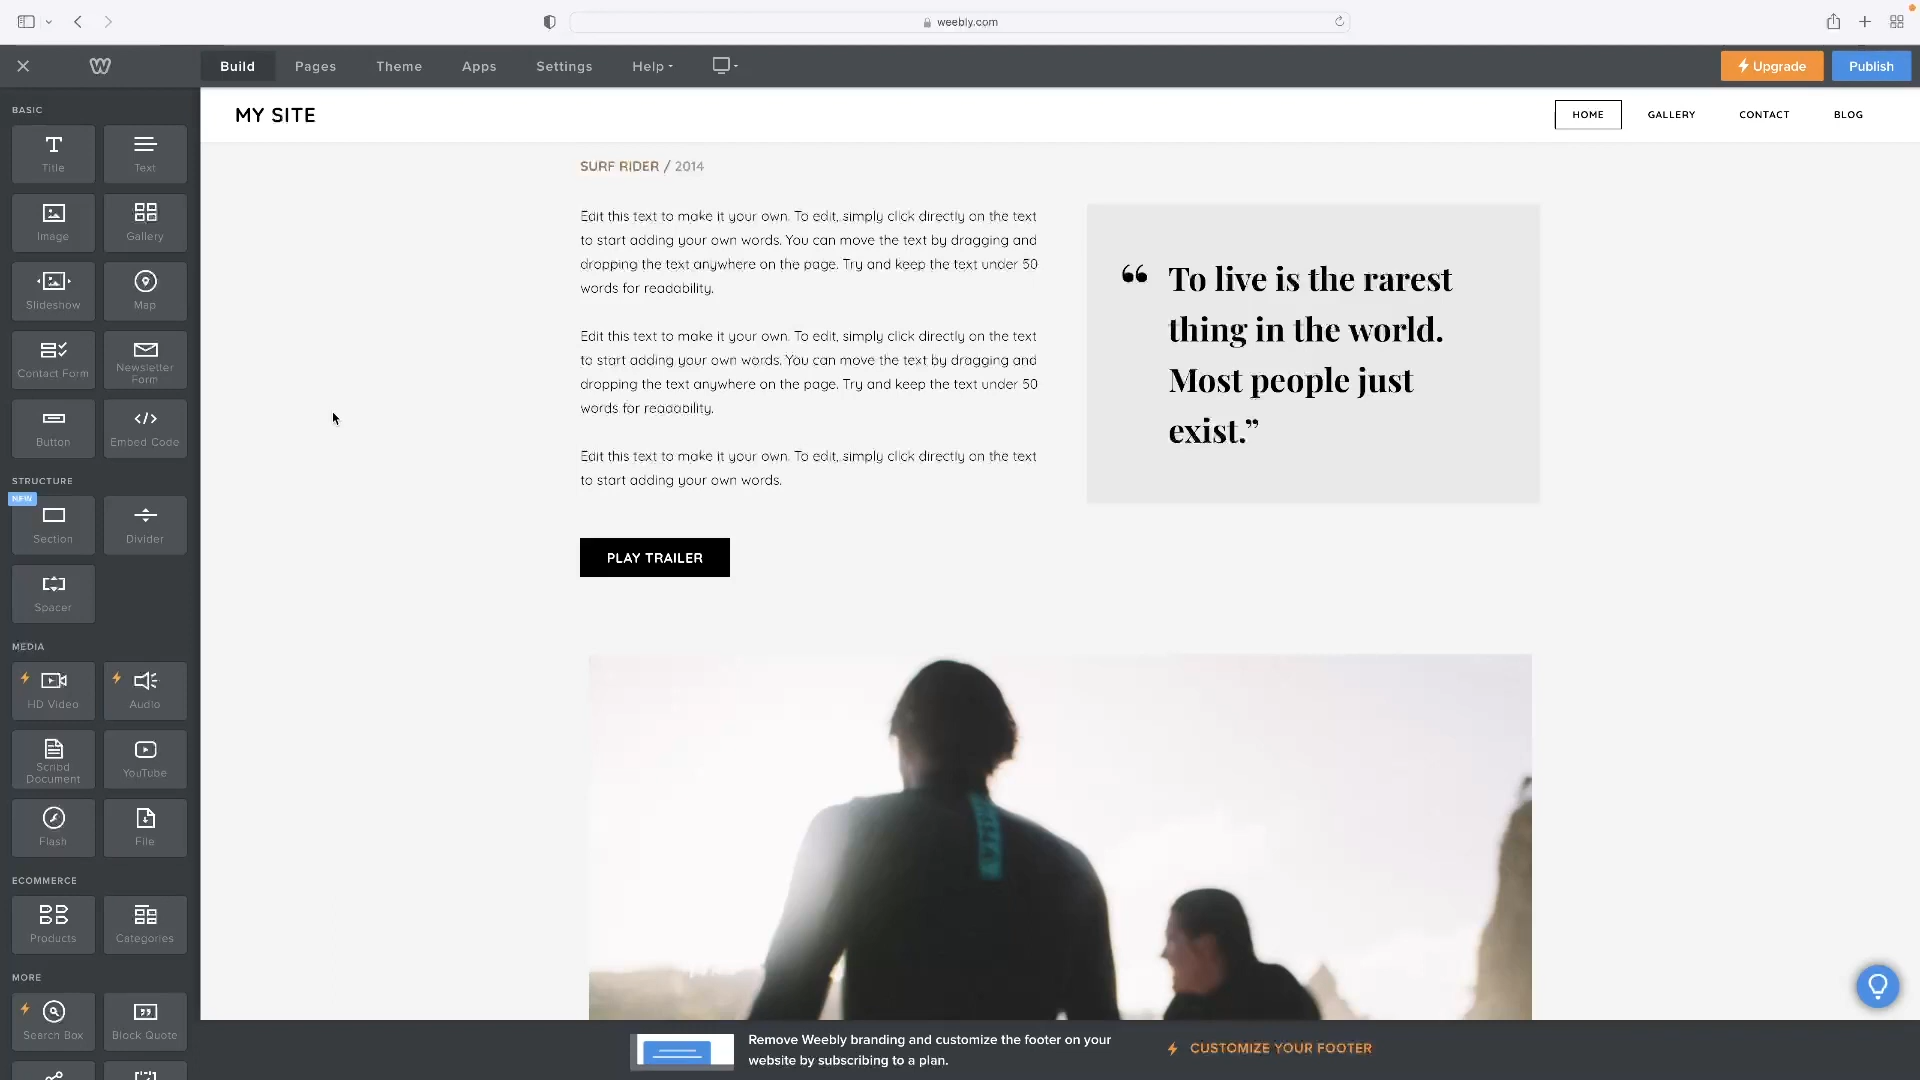 weebly.com
Build
Pages
Theme
Apps
Settings
Help
Upgrade
Publish
BASIC
Title
Text
Image
Gallery
Slideshow
Map
Contact Form
Newsletter
Form
Button
Embed Code
STRUCTURE
NEW
Section
Divider
Spacer
MEDIA
HD Video
Audio
Scribd
Document
YouTube
Flash
File
ECOMMERCE
Products
Categories
MORE
Search Box
Block Quote
MY SITE
HOME
GALLERY
CONTACT
BLOG
SURF RIDER / 2014
Edit this text to make it your own. To edit, simply click directly on the text
to start adding your own words. You can move the text by dragging and
dropping the text anywhere on the page. Try and keep the text under 50
words for readability.
Edit this text to make it your own. To edit, simply click directly on the text
to start adding your own words. You can move the text by dragging and
dropping the text anywhere on the page. Try and keep the text under 50
words for readability.
Edit this text to make it your own. To edit, simply click directly on the text
to start adding your own words.
PLAY TRAILER
“ To live is the rarest
thing in the world.
Most people just
exist.”
Remove Weebly branding and customize the footer on your
website by subscribing to a plan.
CUSTOMIZE YOUR FOOTER